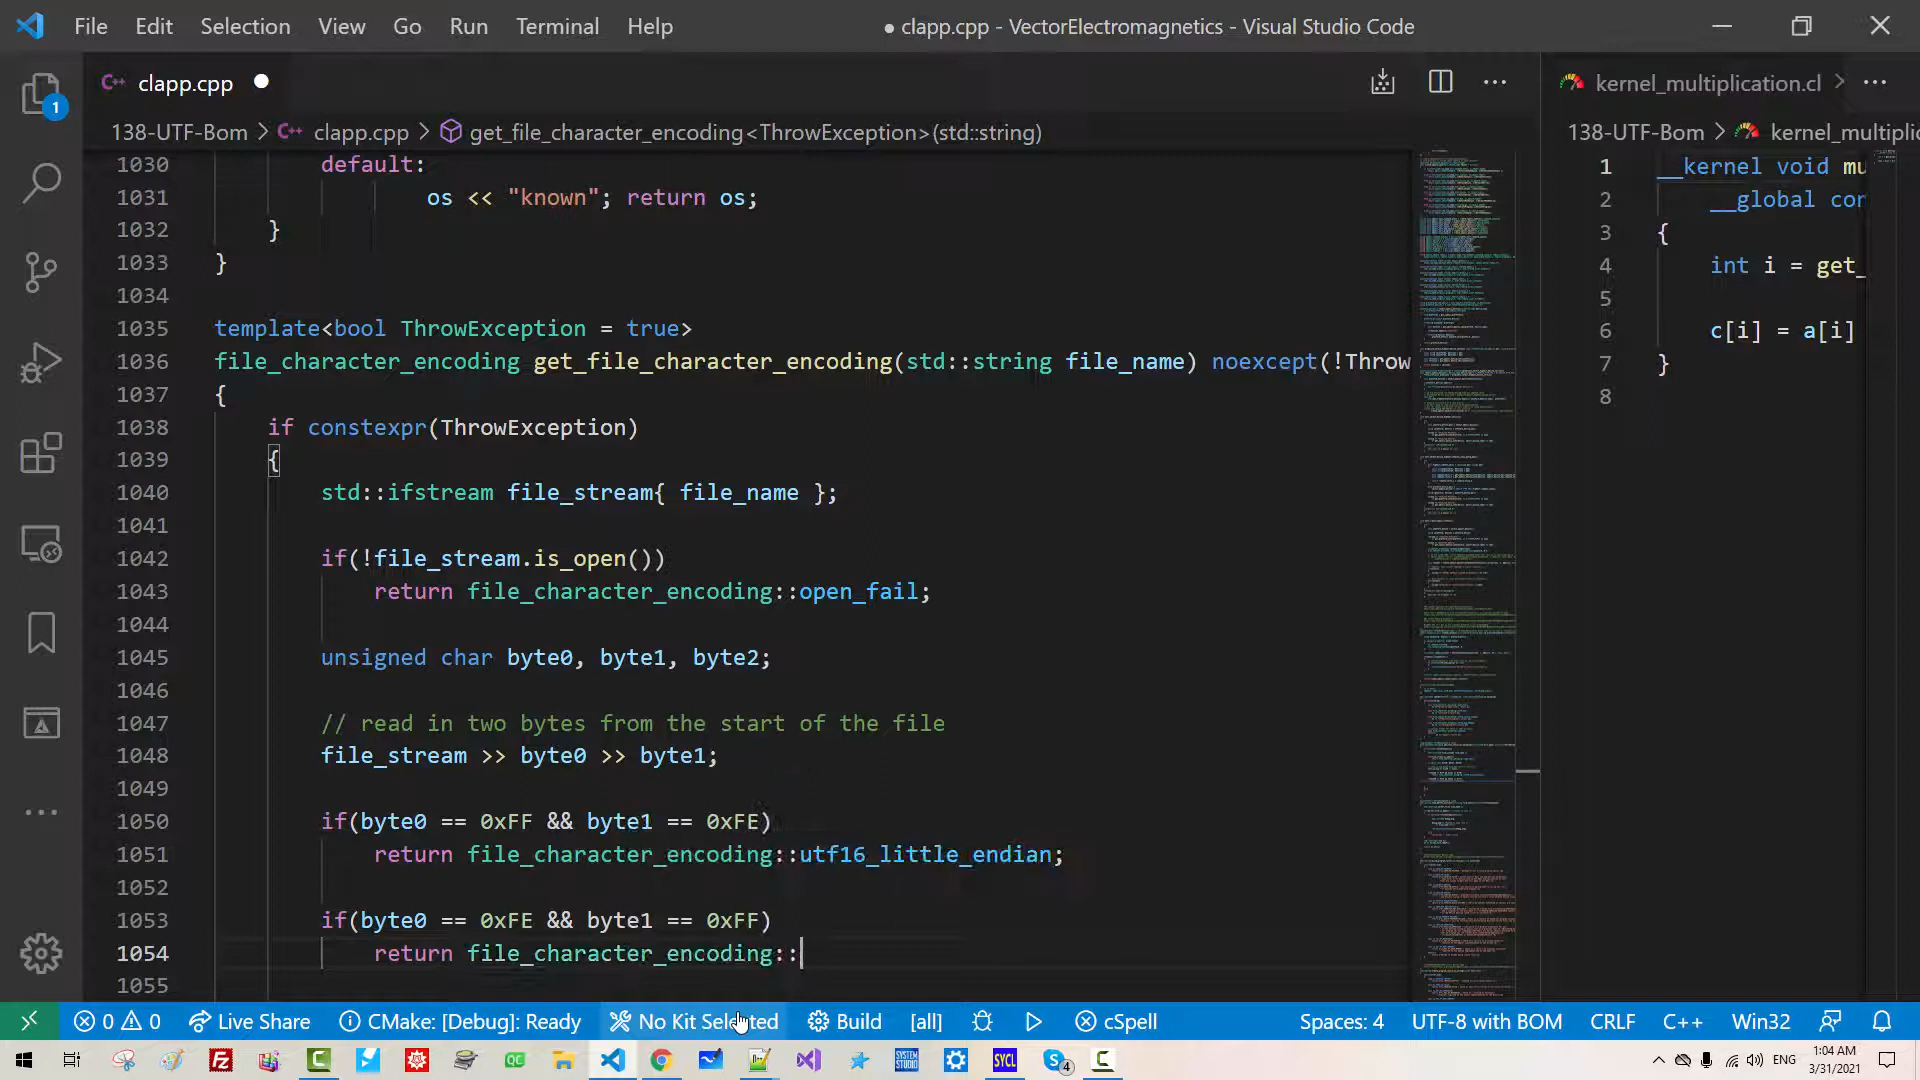 File Edit Selection View Go Run Terminal Help
● clapp.cpp - VectorElectromagnetics - Visual Studio Code
C++ clapp.cpp
138-UTF-Bom > C++ clapp.cpp > get_file_character_encoding<ThrowException>(std::string)
1030 default:
1031 os << "known"; return os;
1032 }
1033 }
1034
1035 template<bool ThrowException = true>
1036 file_character_encoding get_file_character_encoding(std::string file_name) noexcept(!Throw
1037 {
1038 if constexpr(ThrowException)
1039 {
1040 std::ifstream file_stream{ file_name };
1041
1042 if(!file_stream.is_open())
1043 return file_character_encoding::open_fail;
1044
1045 unsigned char byte0, byte1, byte2;
1046
1047 // read in two bytes from the start of the file
1048 file_stream >> byte0 >> byte1;
1049
1050 if(byte0 == 0xFF && byte1 == 0xFE)
1051 return file_character_encoding::utf16_little_endian;
1052
1053 if(byte0 == 0xFE && byte1 == 0xFF)
1054 return file_character_encoding::
1055
kernel_multiplication.cl
138-UTF-Bom > kernel_multiplic
1 __kernel void mu
2 __global con
3 {
4 int i = get_
5
6 c[i] = a[i]
7 }
8
1
0 0 Live Share CMake: [Debug]: Ready No Kit Selected Build [all] cSpell Spaces: 4 UTF-8 with BOM CRLF C++ Win32
QC SYSTEM STUDIO SYCL 4 ENG 1:04 AM
3/31/2021